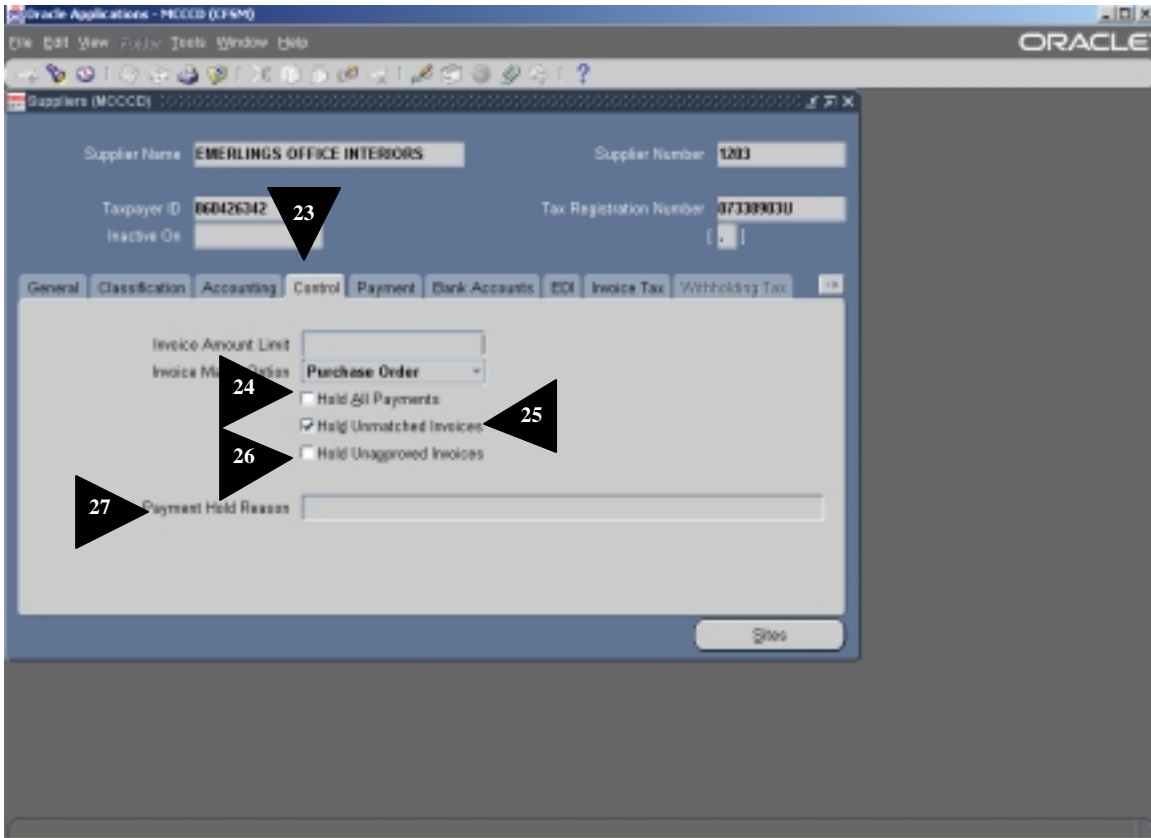 Oracle Applications - MCCCD (CFSM)
File Edit View Folder Tools Window Help
ORACLE
Suppliers (MCCCD)
Supplier Name EMERLINGS OFFICE INTERIORS Supplier Number 1203
Taxpayer ID 860426342 23 Tax Registration Number 07338903U
Inactive On [ . ]
General Classification Accounting Control Payment Bank Accounts EDI Invoice Tax Withholding Tax
Invoice Amount Limit
Invoice Option Purchase Order
24 Hold All Payments
Hold Unmatched Invoices 25
26 Hold Unapproved Invoices
27 Payment Hold Reason
Sites